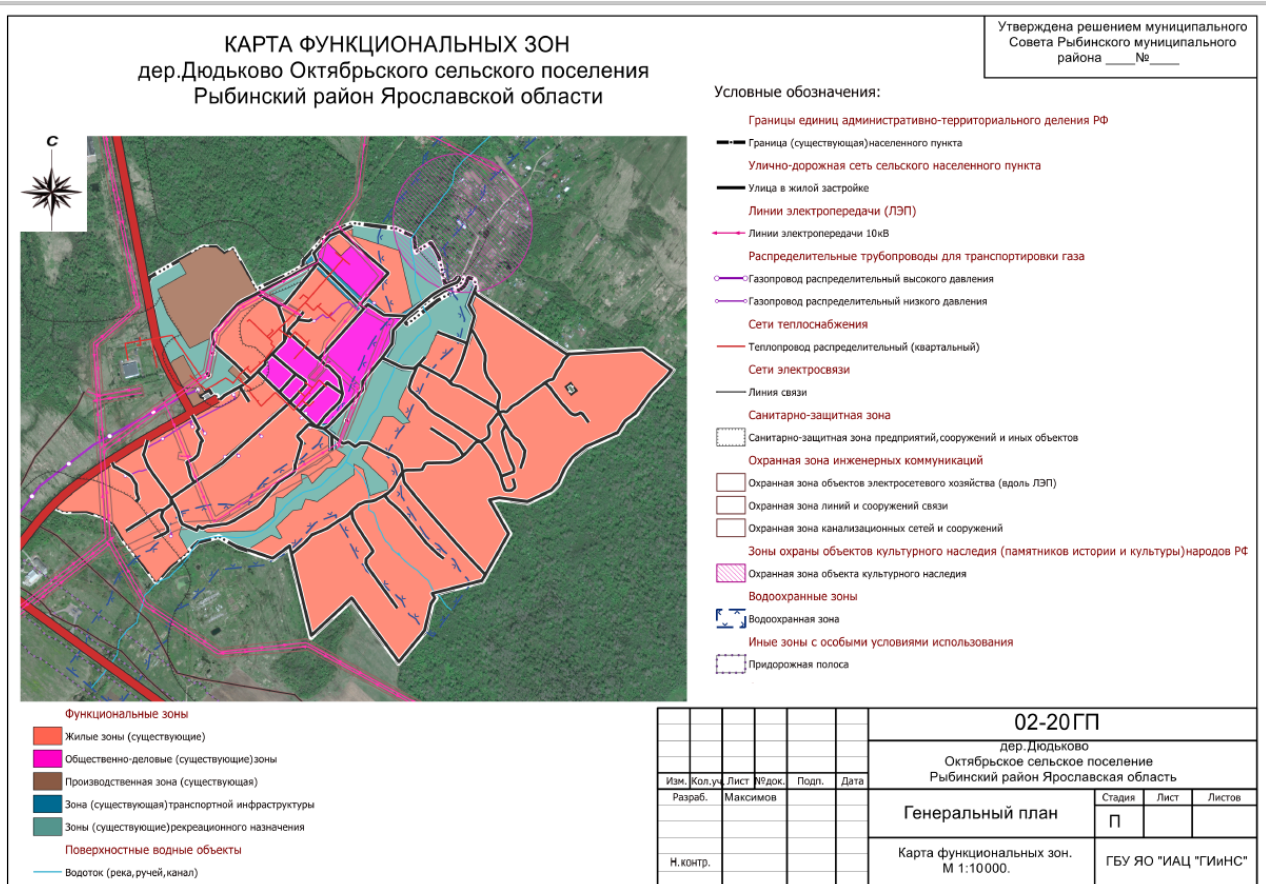 Утверждена решением муниципального
Совета Рыбинского муниципального
района ____№____
КАРТА ФУНКЦИОНАЛЬНЫХ ЗОН
дер.Дюдьково Октябрьского сельского поселения
Рыбинский район Ярославской области
С
Условные обозначения:
Границы единиц административно-территориального деления РФ
Граница (существующая)населенного пункта
Улично-дорожная сеть сельского населенного пункта
Улица в жилой застройке
Линии электропередачи (ЛЭП)
Линии электропередачи 10кВ
Распределительные трубопроводы для транспортировки газа
Газопровод распределительный высокого давления
Газопровод распределительный низкого давления
Сети теплоснабжения
Теплопровод распределительный (квартальный)
Сети электросвязи
Линия связи
Санитарно-защитная зона
Санитарно-защитная зона предприятий,сооружений и иных объектов
Охранная зона инженерных коммуникаций
Охранная зона объектов электросетевого хозяйства (вдоль ЛЭП)
Охранная зона линий и сооружений связи
Охранная зона канализационных сетей и сооружений
Зоны охраны объектов культурного наследия (памятников истории и культуры)народов РФ
Охранная зона объекта культурного наследия
Водоохранные зоны
Водоохранная зона
Иные зоны с особыми условиями использования
Придорожная полоса
Функциональные зоны
Жилые зоны (существующие)
Общественно-деловые (существующие)зоны
Производственная зона (существующая)
Зона (существующая)транспортной инфраструктуры
Зоны (существующие)рекреационного назначения
Поверхностные водные объекты
Водоток (река,ручей,канал)
02-20ГП
дер.Дюдьково
Октябрьское сельское поселение
Рыбинский район Ярославская область
Изм. Кол.уч. Лист №док. Подп. Дата
Разраб. Максимов
Генеральный план
Стадия Лист Листов
П
Н.контр.
Карта функциональных зон.
М 1:10000.
ГБУ ЯО "ИАЦ "ГИиНС"